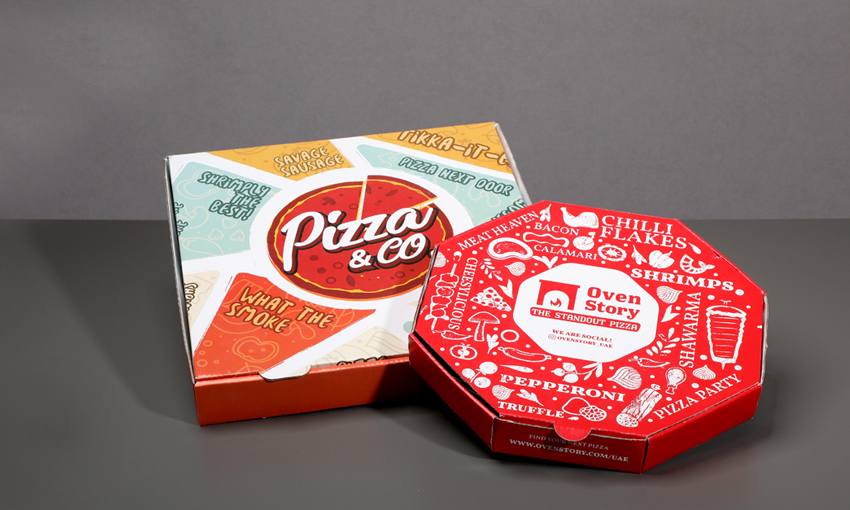 TIKKA-IT-E
SAVAGE
SAUSAGE
PIZZA NEXT DOOR
SHRIMPLY
THE
BEST!
Pizza
& CO.
WHAT THE
SMOKE
MEAT HEAVEN
BACON
CHILLI
FLAKES
CALAMARI
SHRIMPS
CHEESYLICIOUS
Oven
Story
THE STANDOUT PIZZA
WE ARE SOCIAL!
OVENSTORY_UAE
SHAWARMA
PEPPERONI
PIZZA PARTY
TRUFFLE
FIND YOUR NEXT PIZZA
WWW.OVENSTORY.COM/UAE